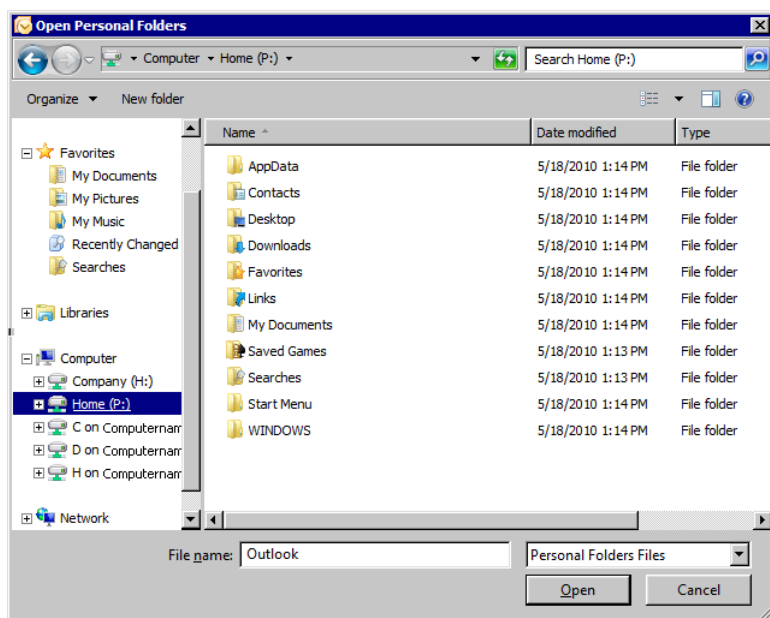 Open Personal Folders
Computer Home (P:) Search Home (P:)
Organize New folder
Name Date modified Type
Favorites
My Documents
My Pictures
My Music
Recently Changed
Searches
Libraries
Computer
Company (H:)
Home (P:)
C on Computernam
D on Computernam
H on Computernam
Network
AppData 5/18/2010 1:14 PM File folder
Contacts 5/18/2010 1:14 PM File folder
Desktop 5/18/2010 1:14 PM File folder
Downloads 5/18/2010 1:14 PM File folder
Favorites 5/18/2010 1:14 PM File folder
Links 5/18/2010 1:14 PM File folder
My Documents 5/18/2010 1:14 PM File folder
Saved Games 5/18/2010 1:13 PM File folder
Searches 5/18/2010 1:13 PM File folder
Start Menu 5/18/2010 1:14 PM File folder
WINDOWS 5/18/2010 1:14 PM File folder
File name: Outlook Personal Folders Files
Open Cancel